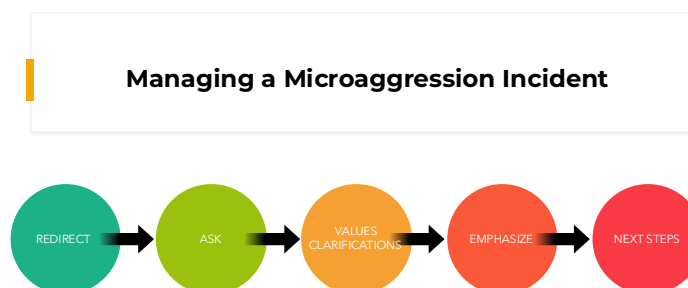 Managing a Microaggression Incident
REDIRECT
ASK
VALUES
CLARIFICATIONS
EMPHASIZE
NEXT STEPS